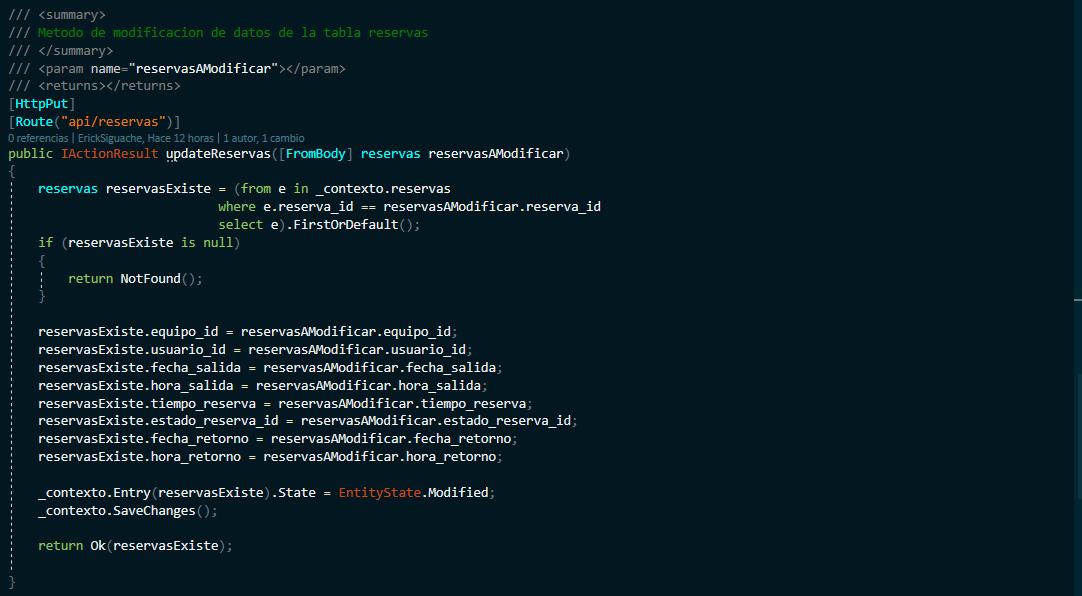 /// <summary>
/// Metodo de modificacion de datos de la tabla reservas
/// </summary>
/// <param name="reservasAModificar"></param>
/// <returns></returns>
[HttpPut]
[Route("api/reservas")]
0 referencias | ErickSiguache, Hace 12 horas | 1 autor, 1 cambio
public IActionResult updateReservas([FromBody] reservas reservasAModificar)
{
reservas reservasExiste = (from e in _contexto.reservas
where e.reserva_id == reservasAModificar.reserva_id
select e).FirstOrDefault();
if (reservasExiste is null)
{
return NotFound();
}
reservasExiste.equipo_id = reservasAModificar.equipo_id;
reservasExiste.usuario_id = reservasAModificar.usuario_id;
reservasExiste.fecha_salida = reservasAModificar.fecha_salida;
reservasExiste.hora_salida = reservasAModificar.hora_salida;
reservasExiste.tiempo_reserva = reservasAModificar.tiempo_reserva;
reservasExiste.estado_reserva_id = reservasAModificar.estado_reserva_id;
reservasExiste.fecha_retorno = reservasAModificar.fecha_retorno;
reservasExiste.hora_retorno = reservasAModificar.hora_retorno;
_contexto.Entry(reservasExiste).State = EntityState.Modified;
_contexto.SaveChanges();
return Ok(reservasExiste);
}